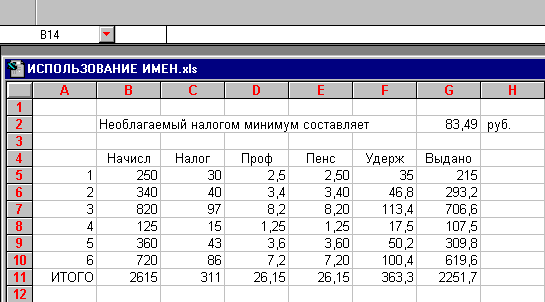 B14
ИСПОЛЬЗОВАНИЕ ИМЕН.xls
A B C D E F G H
1
2 Необлагаемый налогом минимум составляет 83,49 руб.
3
4 Начисл Налог Проф Пенс Удерж Выдано
5 1 250 30 2,5 2,50 35 215
6 2 340 40 3,4 3,40 46,8 293,2
7 3 820 97 8,2 8,20 113,4 706,6
8 4 125 15 1,25 1,25 17,5 107,5
9 5 360 43 3,6 3,60 50,2 309,8
10 6 720 86 7,2 7,20 100,4 619,6
11 ИТОГО 2615 311 26,15 26,15 363,3 2251,7
12